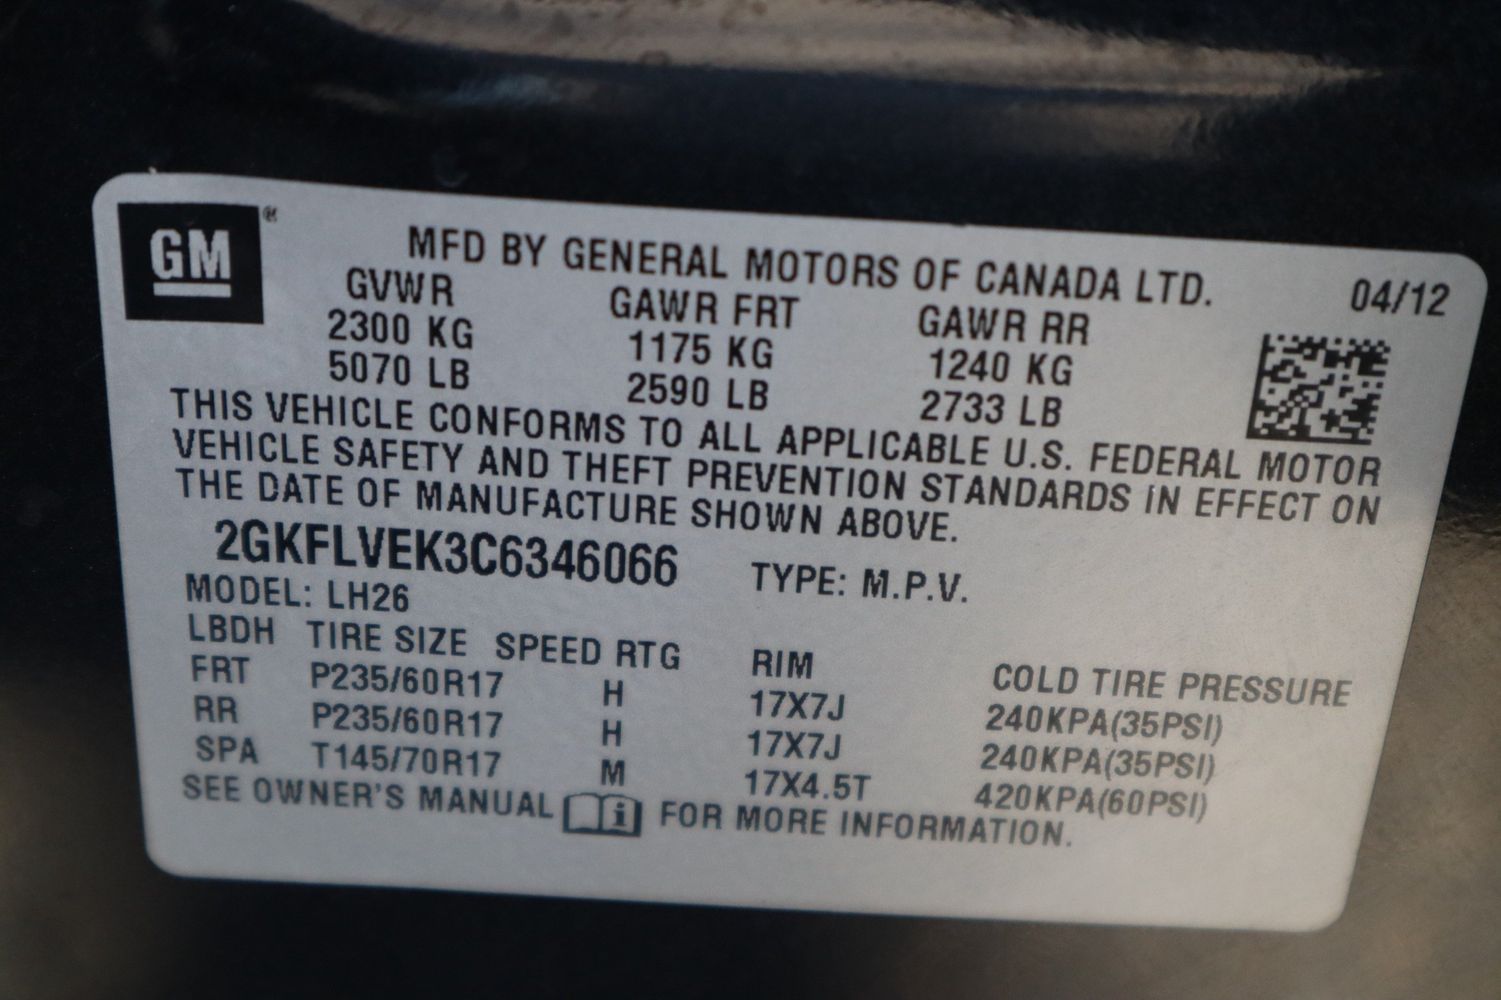 GM®
MFD BY GENERAL MOTORS OF CANADA LTD. 04/12
GVWR GAWR FRT GAWR RR
2300 KG 1175 KG 1240 KG
5070 LB 2590 LB 2733 LB
THIS VEHICLE CONFORMS TO ALL APPLICABLE U.S. FEDERAL MOTOR
VEHICLE SAFETY AND THEFT PREVENTION STANDARDS IN EFFECT ON
THE DATE OF MANUFACTURE SHOWN ABOVE.
2GKFLVEK3C6346066 TYPE: M.P.V.
MODEL: LH26
LBDH TIRE SIZE SPEED RTG RIM COLD TIRE PRESSURE
FRT P235/60R17 H 17X7J 240KPA(35PSI)
RR P235/60R17 H 17X7J 240KPA(35PSI)
SPA T145/70R17 M 17X4.5T 420KPA(60PSI)
SEE OWNER'S MANUAL i FOR MORE INFORMATION.